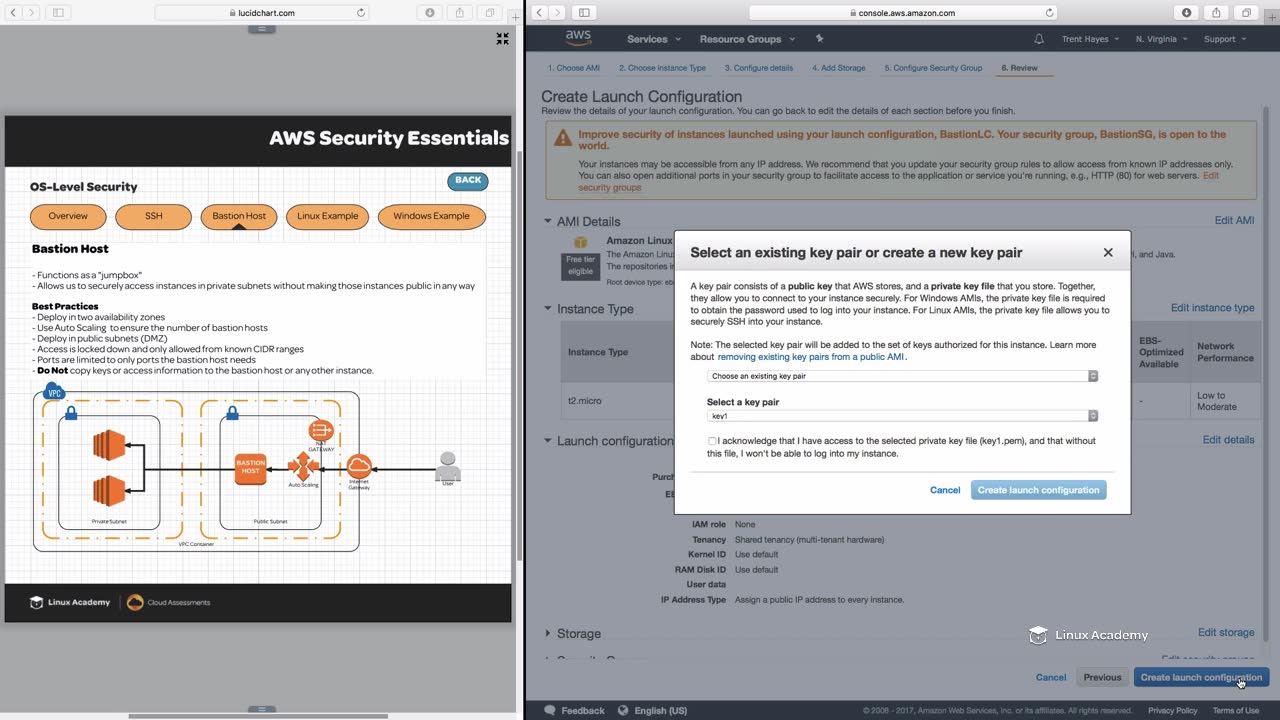 lucidchart.com
AWS Security Essentials
OS-Level Security
BACK
Overview
SSH
Bastion Host
Linux Example
Windows Example
Bastion Host
- Functions as a "jumpbox"
- Allows us to securely access instances in private subnets without making those instances public in any way
Best Practices
- Deploy in two availability zones
- Use Auto Scaling to ensure the number of bastion hosts
- Deploy in public subnets (DMZ)
- Access is locked down and only allowed from known CIDR ranges
- Ports are limited to only ports the bastion host needs
- Do Not copy keys or access information to the bastion host or any other instance.
VPC
GATEWAY
BASTION
HOST
Auto Scaling
Internet
Gateway
User
Private Subnet
Public Subnet
VPC Container
Linux Academy
Cloud Assessments
console.aws.amazon.com
aws
Services
Resource Groups
Trent Hayes
N. Virginia
Support
1. Choose AMI
2. Choose Instance Type
3. Configure details
4. Add Storage
5. Configure Security Group
6. Review
Create Launch Configuration
Review the details of your launch configuration. You can go back to edit the details of each section before you finish.
Improve security of instances launched using your launch configuration, BastionLC. Your security group, BastionSG, is open to the
world.
Your instances may be accessible from any IP address. We recommend that you update your security group rules to allow access from known IP addresses only.
You can also open additional ports in your security group to facilitate access to the application or service you're running, e.g., HTTP (80) for web servers. Edit
security groups
AMI Details
Edit AMI
Free tier
eligible
Amazon Linux
The Amazon Linux
, and Java.
The repositories in
Root device type: eb
Instance Type
Edit instance type
Instance Type
EBS-
Optimized
Available
Network
Performance
t2.micro
-
Low to
Moderate
Launch configuration
Edit details
Select an existing key pair or create a new key pair
A key pair consists of a public key that AWS stores, and a private key file that you store. Together,
they allow you to connect to your instance securely. For Windows AMIs, the private key file is required
to obtain the password used to log into your instance. For Linux AMIs, the private key file allows you to
securely SSH into your instance.
Note: The selected key pair will be added to the set of keys authorized for this instance. Learn more
about removing existing key pairs from a public AMI.
Choose an existing key pair
Select a key pair
key1
I acknowledge that I have access to the selected private key file (key1.pem), and that without
this file, I won't be able to log into my instance.
Cancel
Create launch configuration
IAM role None
Tenancy Shared tenancy (multi-tenant hardware)
Kernel ID Use default
RAM Disk ID Use default
User data
IP Address Type Assign a public IP address to every instance.
Storage
Edit storage
Linux Academy
Cancel
Previous
Create launch configuration
Feedback
English (US)
© 2008 - 2017, Amazon Web Services, Inc. or its affiliates. All rights reserved.
Privacy Policy
Terms of Use